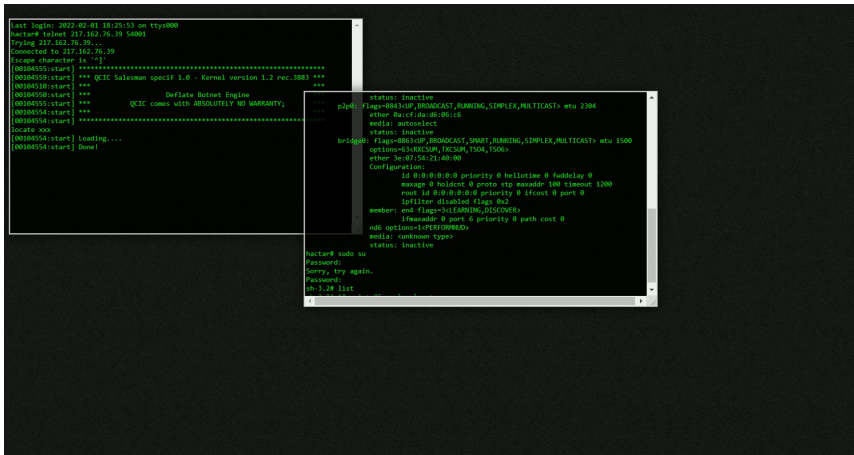 Last login: 2022-02-01 18:25:53 on ttys000
hactar# telnet 217.162.76.39 54001
Trying 217.162.76.39...
Connected to 217.162.76.39
Escape character is '^]'
[00104555:start] *************************************************************
[00104559:start] *** QCIC Salesman specif 1.0 - Kernel version 1.2 rec.3883 ***
[00104510:start] *** ***
[00104550:start] *** Deflate Botnet Engine ***
[00104555:start] *** QCIC comes with ABSOLUTELY NO WARRANTY; ***
[00104554:start] *** ***
[00104554:start] *************************************************************
locate xxx
[00104554:start] Loading....
[00104554:start] Done!
status: inactive
p2p0: flags=8843<UP,BROADCAST,RUNNING,SIMPLEX,MULTICAST> mtu 2304
ether 0a:cf:da:d6:06:c6
media: autoselect
status: inactive
bridge0: flags=8863<UP,BROADCAST,SMART,RUNNING,SIMPLEX,MULTICAST> mtu 1500
options=63<RXCSUM,TXCSUM,TSO4,TSO6>
ether 3e:07:54:21:40:00
Configuration:
id 0:0:0:0:0:0 priority 0 hellotime 0 fwddelay 0
maxage 0 holdcnt 0 proto stp maxaddr 100 timeout 1200
root id 0:0:0:0:0:0 priority 0 ifcost 0 port 0
ipfilter disabled flags 0x2
member: en4 flags=3<LEARNING,DISCOVER>
ifmaxaddr 0 port 6 priority 0 path cost 0
nd6 options=1<PERFORMNUD>
media: <unknown type>
status: inactive
hactar# sudo su
Password:
Sorry, try again.
Password:
sh-3.2# list